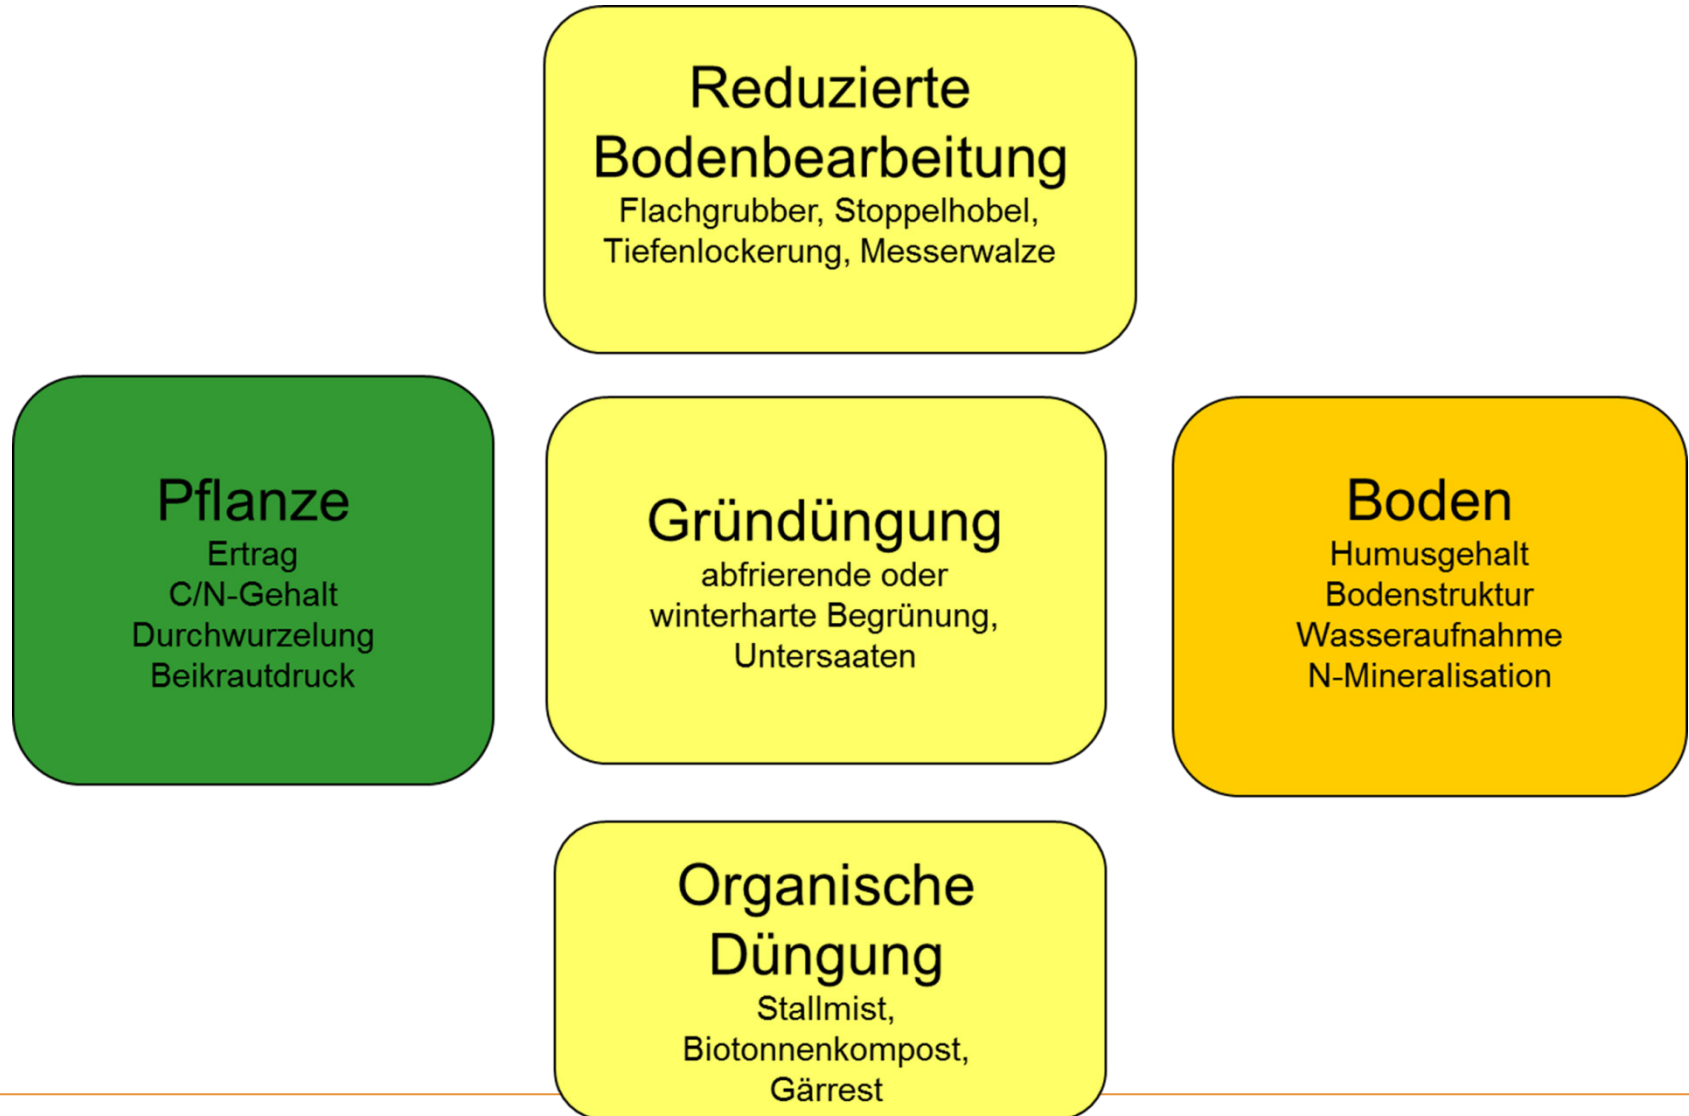 Reduzierte
Bodenbearbeitung
Flachgrubber, Stoppelhobel,
Tiefenlockerung, Messerwalze
Pflanze
Ertrag
C/N-Gehalt
Durchwurzelung
Beikrautdruck
Gründüngung
abfrierende oder
winterharte Begrünung,
Untersaaten
Boden
Humusgehalt
Bodenstruktur
Wasseraufnahme
N-Mineralisation
Organische
Düngung
Stallmist,
Biotonnenkompost,
Gärrest